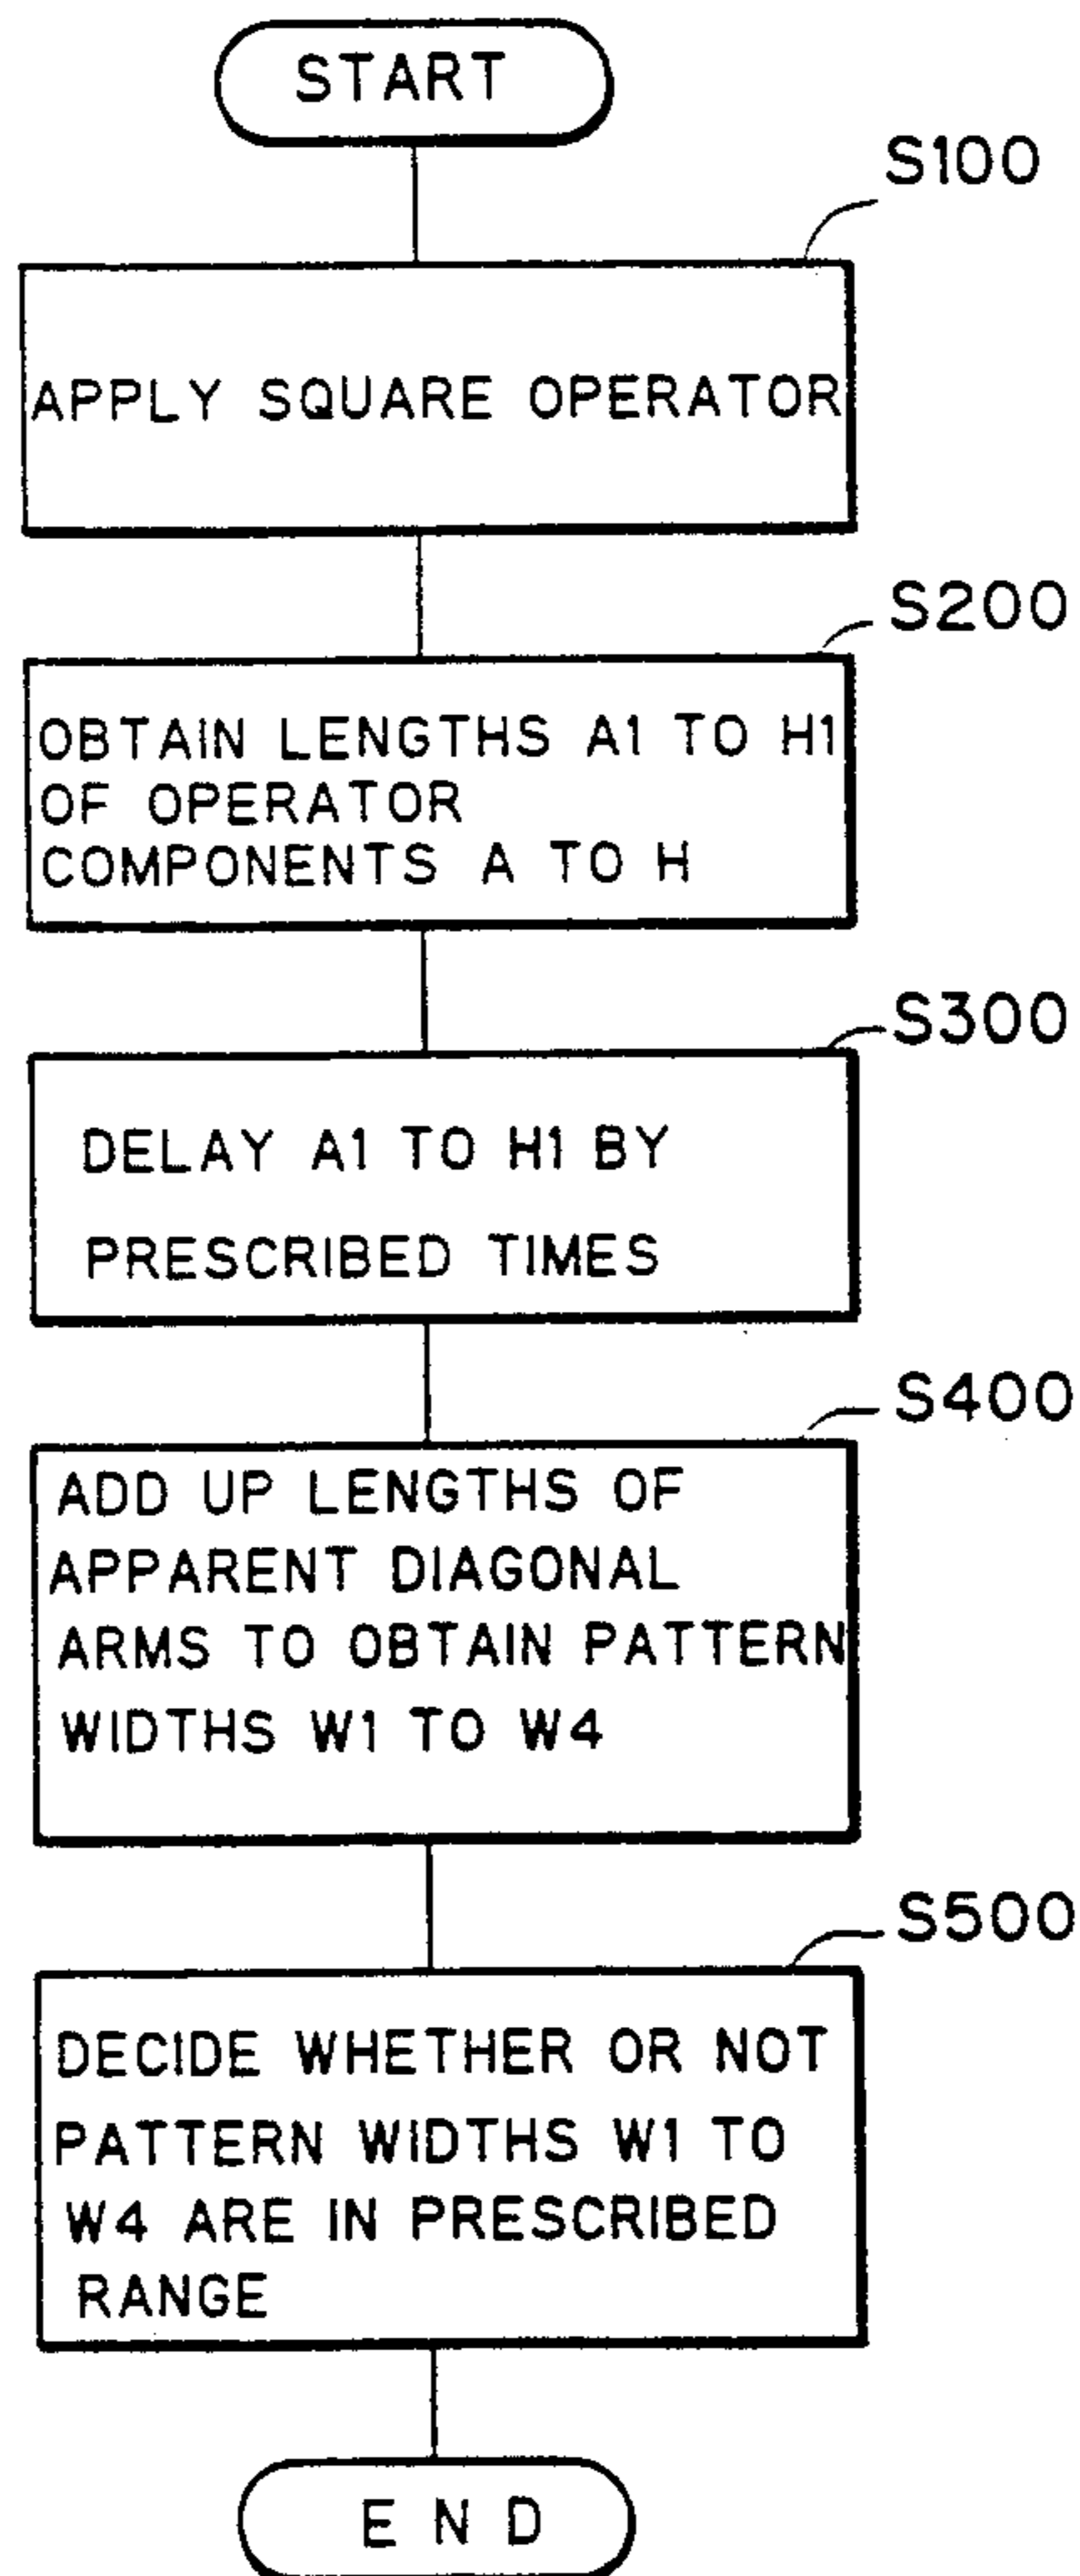 START
S100
APPLY SQUARE OPERATOR
S200
OBTAIN LENGTHS A1 TO H1
OF OPERATOR
COMPONENTS A TO H
S300
DELAY A1 TO H1 BY
PRESCRIBED TIMES
S400
ADD UP LENGTHS OF
APPARENT DIAGONAL
ARMS TO OBTAIN PATTERN
WIDTHS W1 TO W4
S500
DECIDE WHETHER OR NOT
PATTERN WIDTHS W1 TO
W4 ARE IN PRESCRIBED
RANGE
END